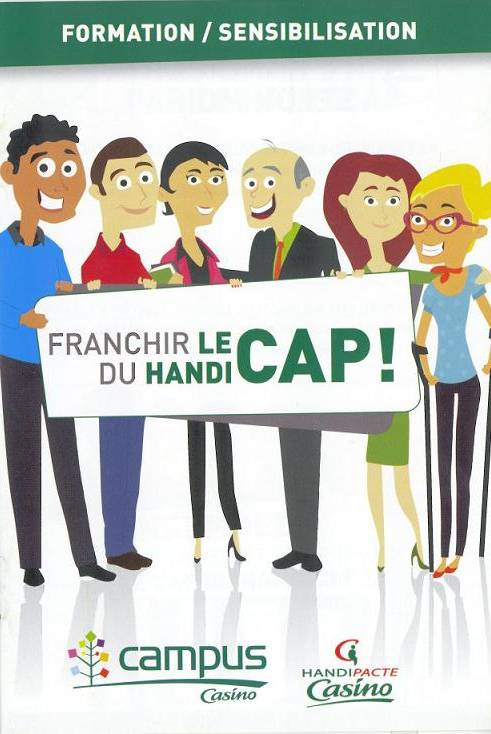 FORMATION / SENSIBILISATION
FRANCHIR LE
DU HANDICAP!
campus
Casino
HANDIPACTE
Casino